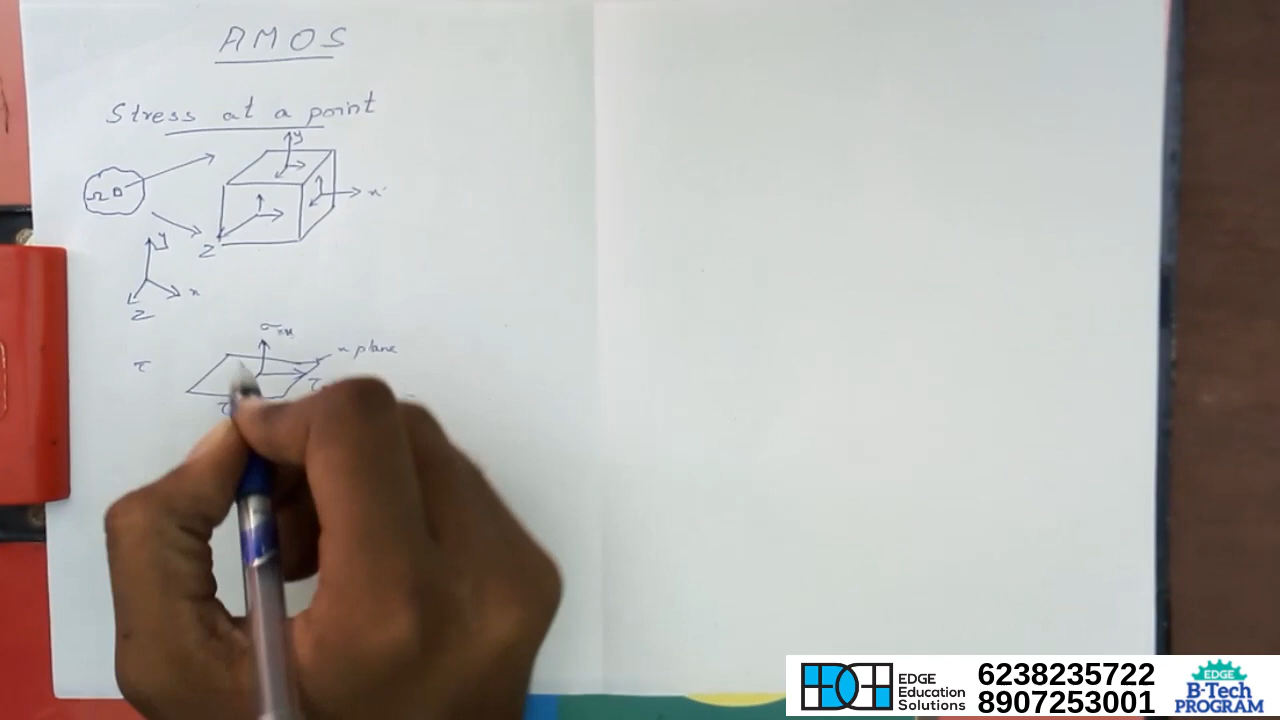 AMOS
Stress at a point
y
x
z
y
x
z
σxx
x plane
τ
τ
τ
EDGE
Education
Solutions
6238235722
8907253001
EDGE
B-Tech
PROGRAM